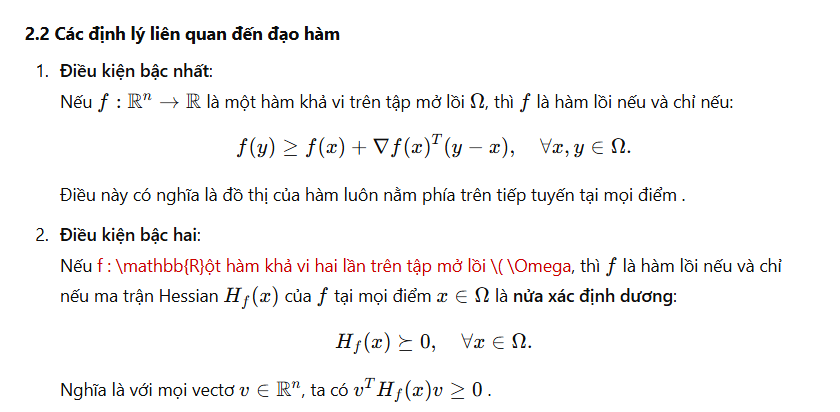 2.2 Các định lý liên quan đến đạo hàm
1. Điều kiện bậc nhất:
Nếu f : ℝⁿ → ℝ là một hàm khả vi trên tập mở lồi Ω, thì f là hàm lồi nếu và chỉ nếu:
f(y) ≥ f(x) + ∇f(x)ᵀ(y − x), ∀x, y ∈ Ω.
Điều này có nghĩa là đồ thị của hàm luôn nằm phía trên tiếp tuyến tại mọi điểm .
2. Điều kiện bậc hai:
Nếu f : \mathbb{R}ột hàm khả vi hai lần trên tập mở lồi \( \Omega, thì f là hàm lồi nếu và chỉ
nếu ma trận Hessian H_f(x) của f tại mọi điểm x ∈ Ω là nửa xác định dương:
H_f(x) ⪰ 0, ∀x ∈ Ω.
Nghĩa là với mọi vectơ v ∈ ℝⁿ, ta có vᵀH_f(x)v ≥ 0 .